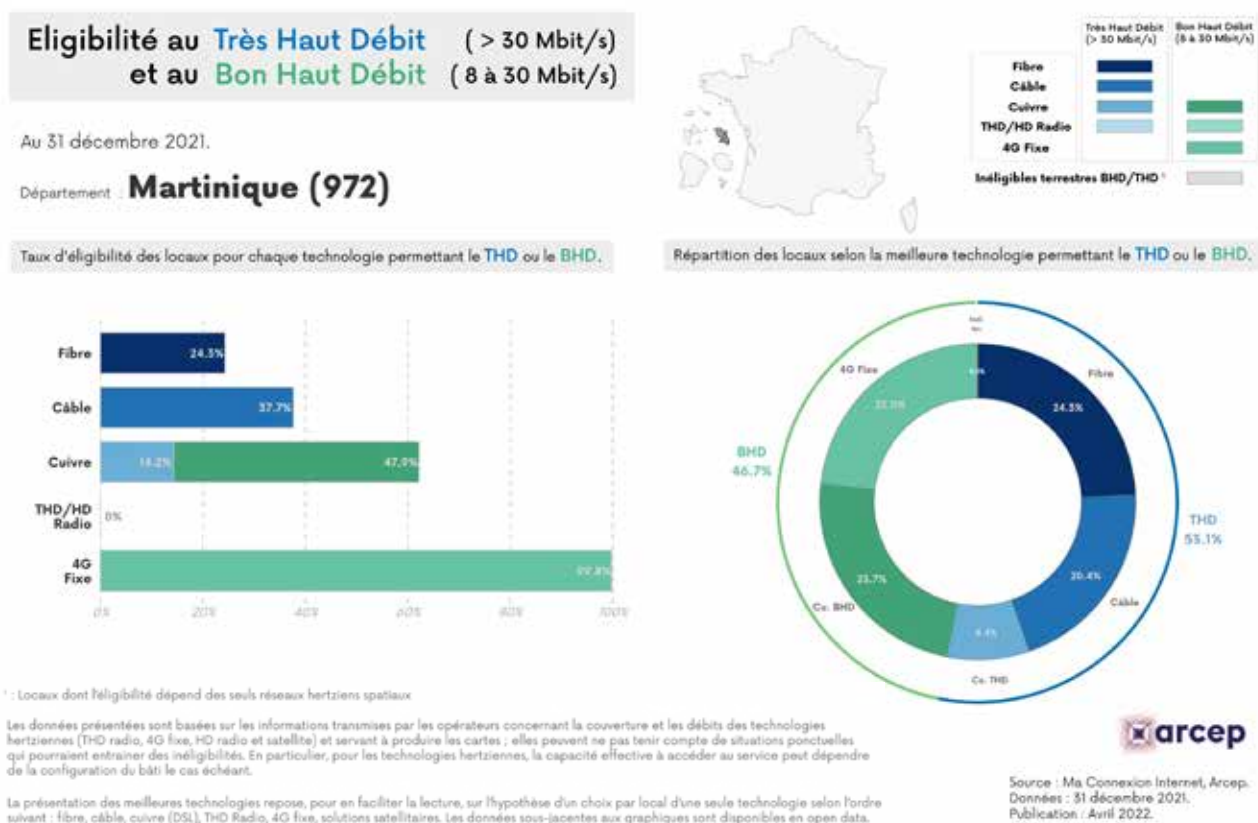 Eligibilité au Très Haut Débit ( > 30 Mbit/s)
et au Bon Haut Débit ( 8 à 30 Mbit/s)
Au 31 décembre 2021.
Département : Martinique (972)
Très Haut Débit
(> 30 Mbit/s)
Bon Haut Débit
(8 à 30 Mbit/s)
Fibre
Câble
Cuivre
THD/HD Radio
4G Fixe
Inéligibles terrestres BHD/THD ¹
Taux d'éligibilité des locaux pour chaque technologie permettant le THD ou le BHD.
Fibre
24.3%
Câble
37.7%
Cuivre
14.2%
47.9%
THD/HD
Radio
0%
4G
Fixe
99.8%
0%
20%
40%
60%
80%
100%
Répartition des locaux selon la meilleure technologie permettant le THD ou le BHD.
4G Fixe
Fibre
24.3%
BHD
46.7%
THD
53.1%
23.7%
20.4%
Cu. BHD
Câble
8.4%
Cu. THD
¹ : Locaux dont l'éligibilité dépend des seuls réseaux hertziens spatiaux
Les données présentées sont basées sur les informations transmises par les opérateurs concernant la couverture et les débits des technologies
hertziennes (THD radio, 4G fixe, HD radio et satellite) et servant à produire les cartes ; elles peuvent ne pas tenir compte de situations ponctuelles
qui pourraient entrainer des inéligibilités. En particulier, pour les technologies hertziennes, la capacité effective à accéder au service peut dépendre
de la configuration du bâti le cas échéant.
La présentation des meilleures technologies repose, pour en faciliter la lecture, sur l'hypothèse d'un choix par local d'une seule technologie selon l'ordre
suivant : fibre, câble, cuivre (DSL), THD Radio, 4G fixe, solutions satellitaires. Les données sous-jacentes aux graphiques sont disponibles en open data.
arcep
Source : Ma Connexion Internet, Arcep.
Données : 31 décembre 2021.
Publication : Avril 2022.